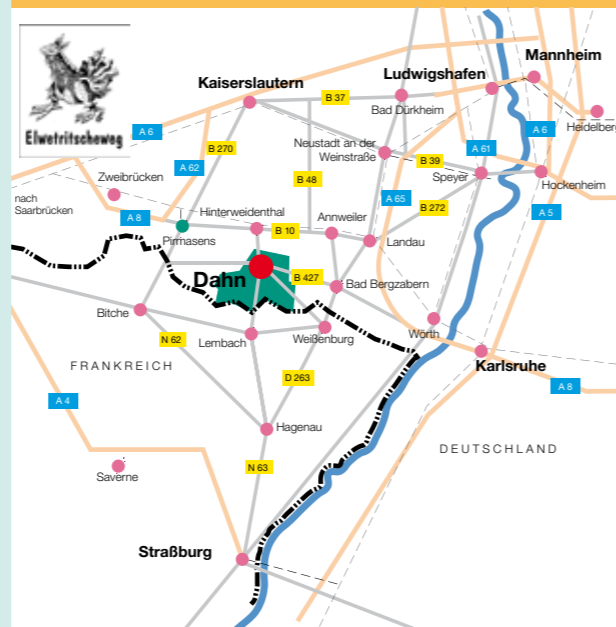 Elwetritscheweg
Mannheim
Ludwigshafen
Kaiserslautern
B 37
Bad Dürkheim
Heidelberg
A 6
A 6
B 270
A 62
Neustadt an der
Weinstraße
B 39
A 61
Zweibrücken
B 48
Speyer
Hockenheim
nach
Saarbrücken
A 65
B 272
A 5
A 8
Hinterweidenthal
Annweiler
Pirmasens
B 10
Landau
Dahn
B 427
Bad Bergzabern
Bitche
N 62
Lembach
Weißenburg
Wörth
FRANKREICH
Karlsruhe
D 263
A 8
A 4
Hagenau
DEUTSCHLAND
N 63
Saverne
Straßburg